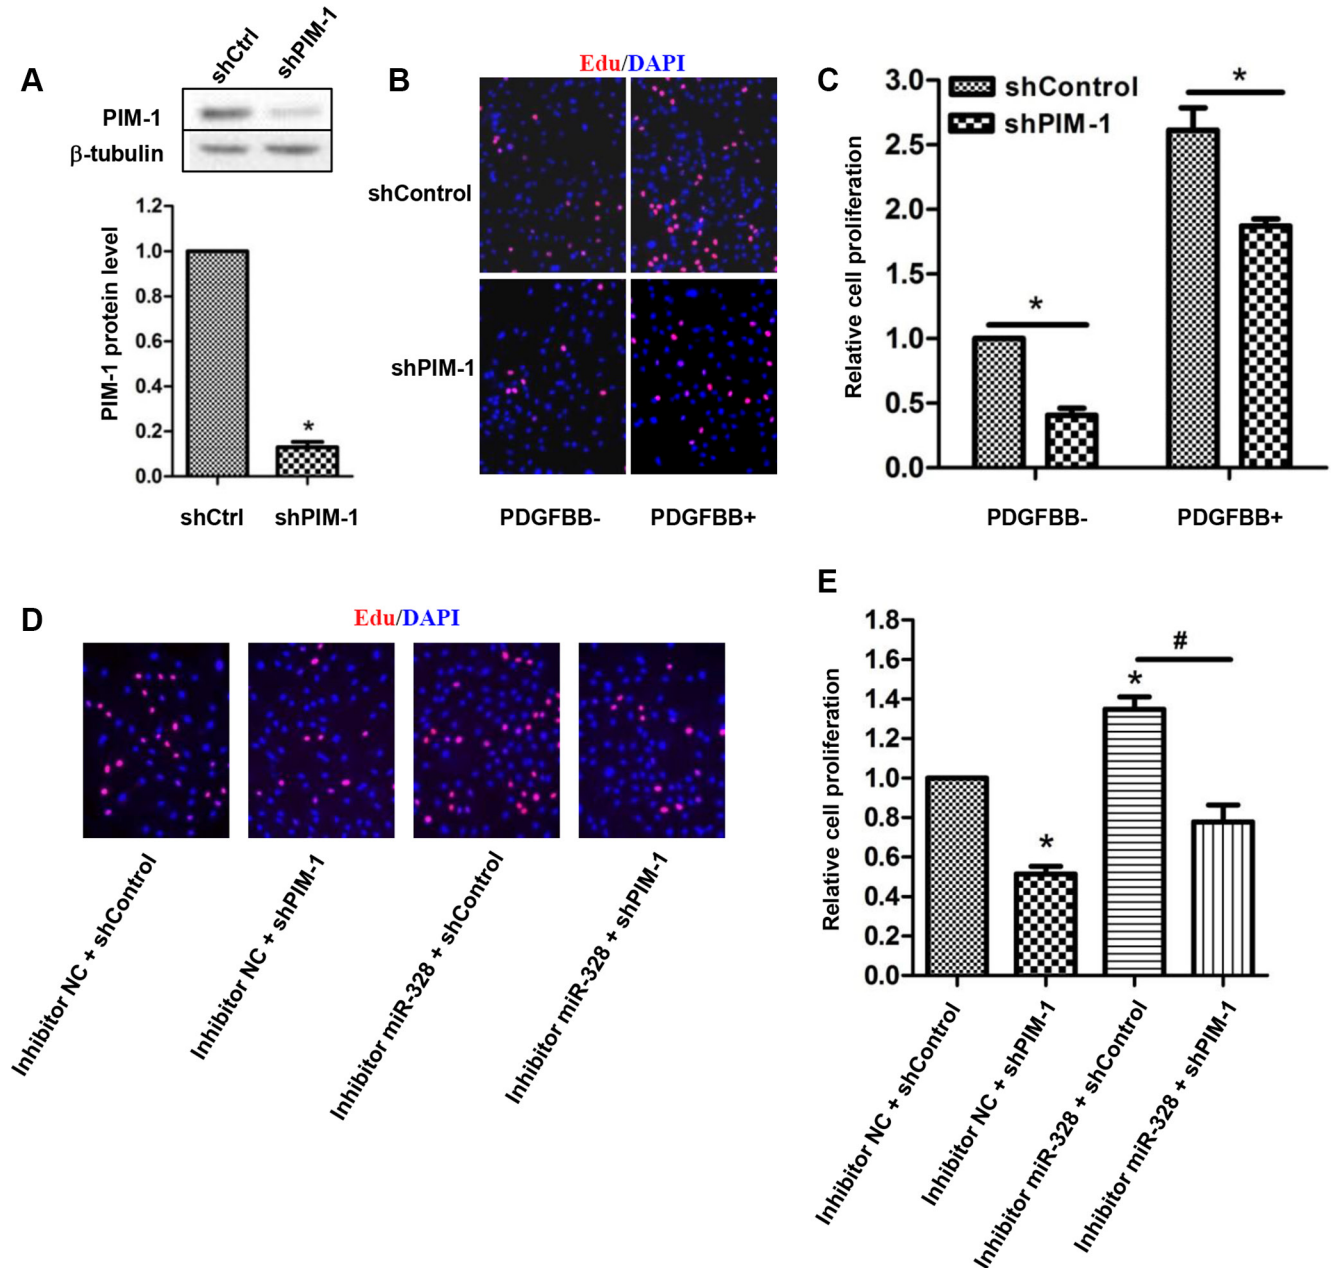 A
shCtrl
shPIM-1
PIM-1
β-tubulin
PIM-1 protein level
1.2
1.0
0.8
0.6
0.4
0.2
0.0
*
shCtrl
shPIM-1
B
Edu/DAPI
shControl
shPIM-1
PDGFBB-
PDGFBB+
C
Relative cell proliferation
3.0
2.5
2.0
1.5
1.0
0.5
0.0
shControl
shPIM-1
*
*
PDGFBB-
PDGFBB+
D
Edu/DAPI
Inhibitor NC + shControl
Inhibitor NC + shPIM-1
Inhibitor miR-328 + shControl
Inhibitor miR-328 + shPIM-1
E
Relative cell proliferation
1.8
1.6
1.4
1.2
1.0
0.8
0.6
0.4
0.2
0.0
*
*
#
Inhibitor NC + shControl
Inhibitor NC + shPIM-1
Inhibitor miR-328 + shControl
Inhibitor miR-328 + shPIM-1